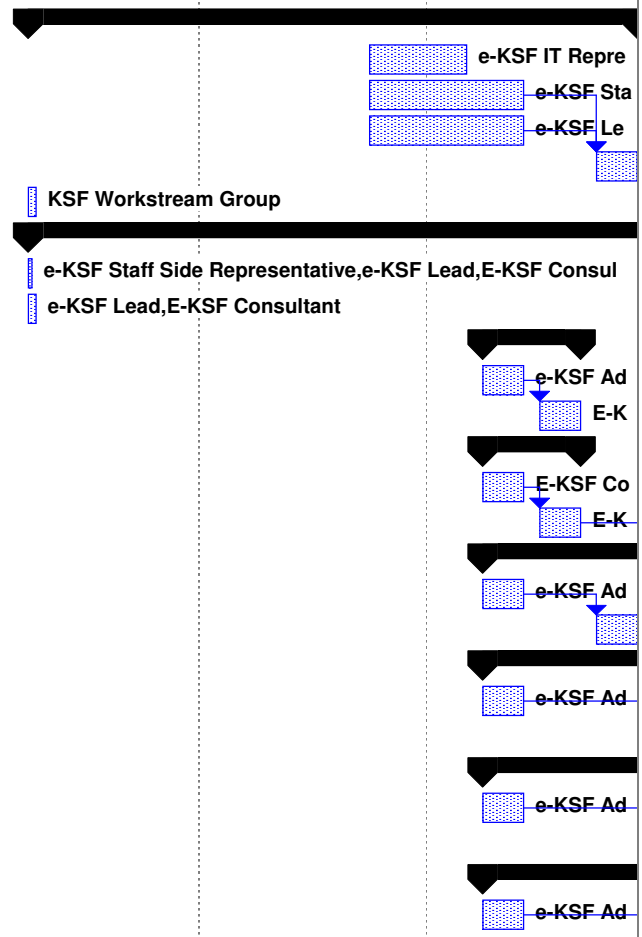 e-KSF IT Repre
e-KSF Sta
e-KSF Le
KSF Workstream Group
e-KSF Staff Side Representative,e-KSF Lead,E-KSF Consul
e-KSF Lead,E-KSF Consultant
e-KSF Ad
E-K
E-KSF Co
E-K
e-KSF Ad
e-KSF Ad
e-KSF Ad
e-KSF Ad